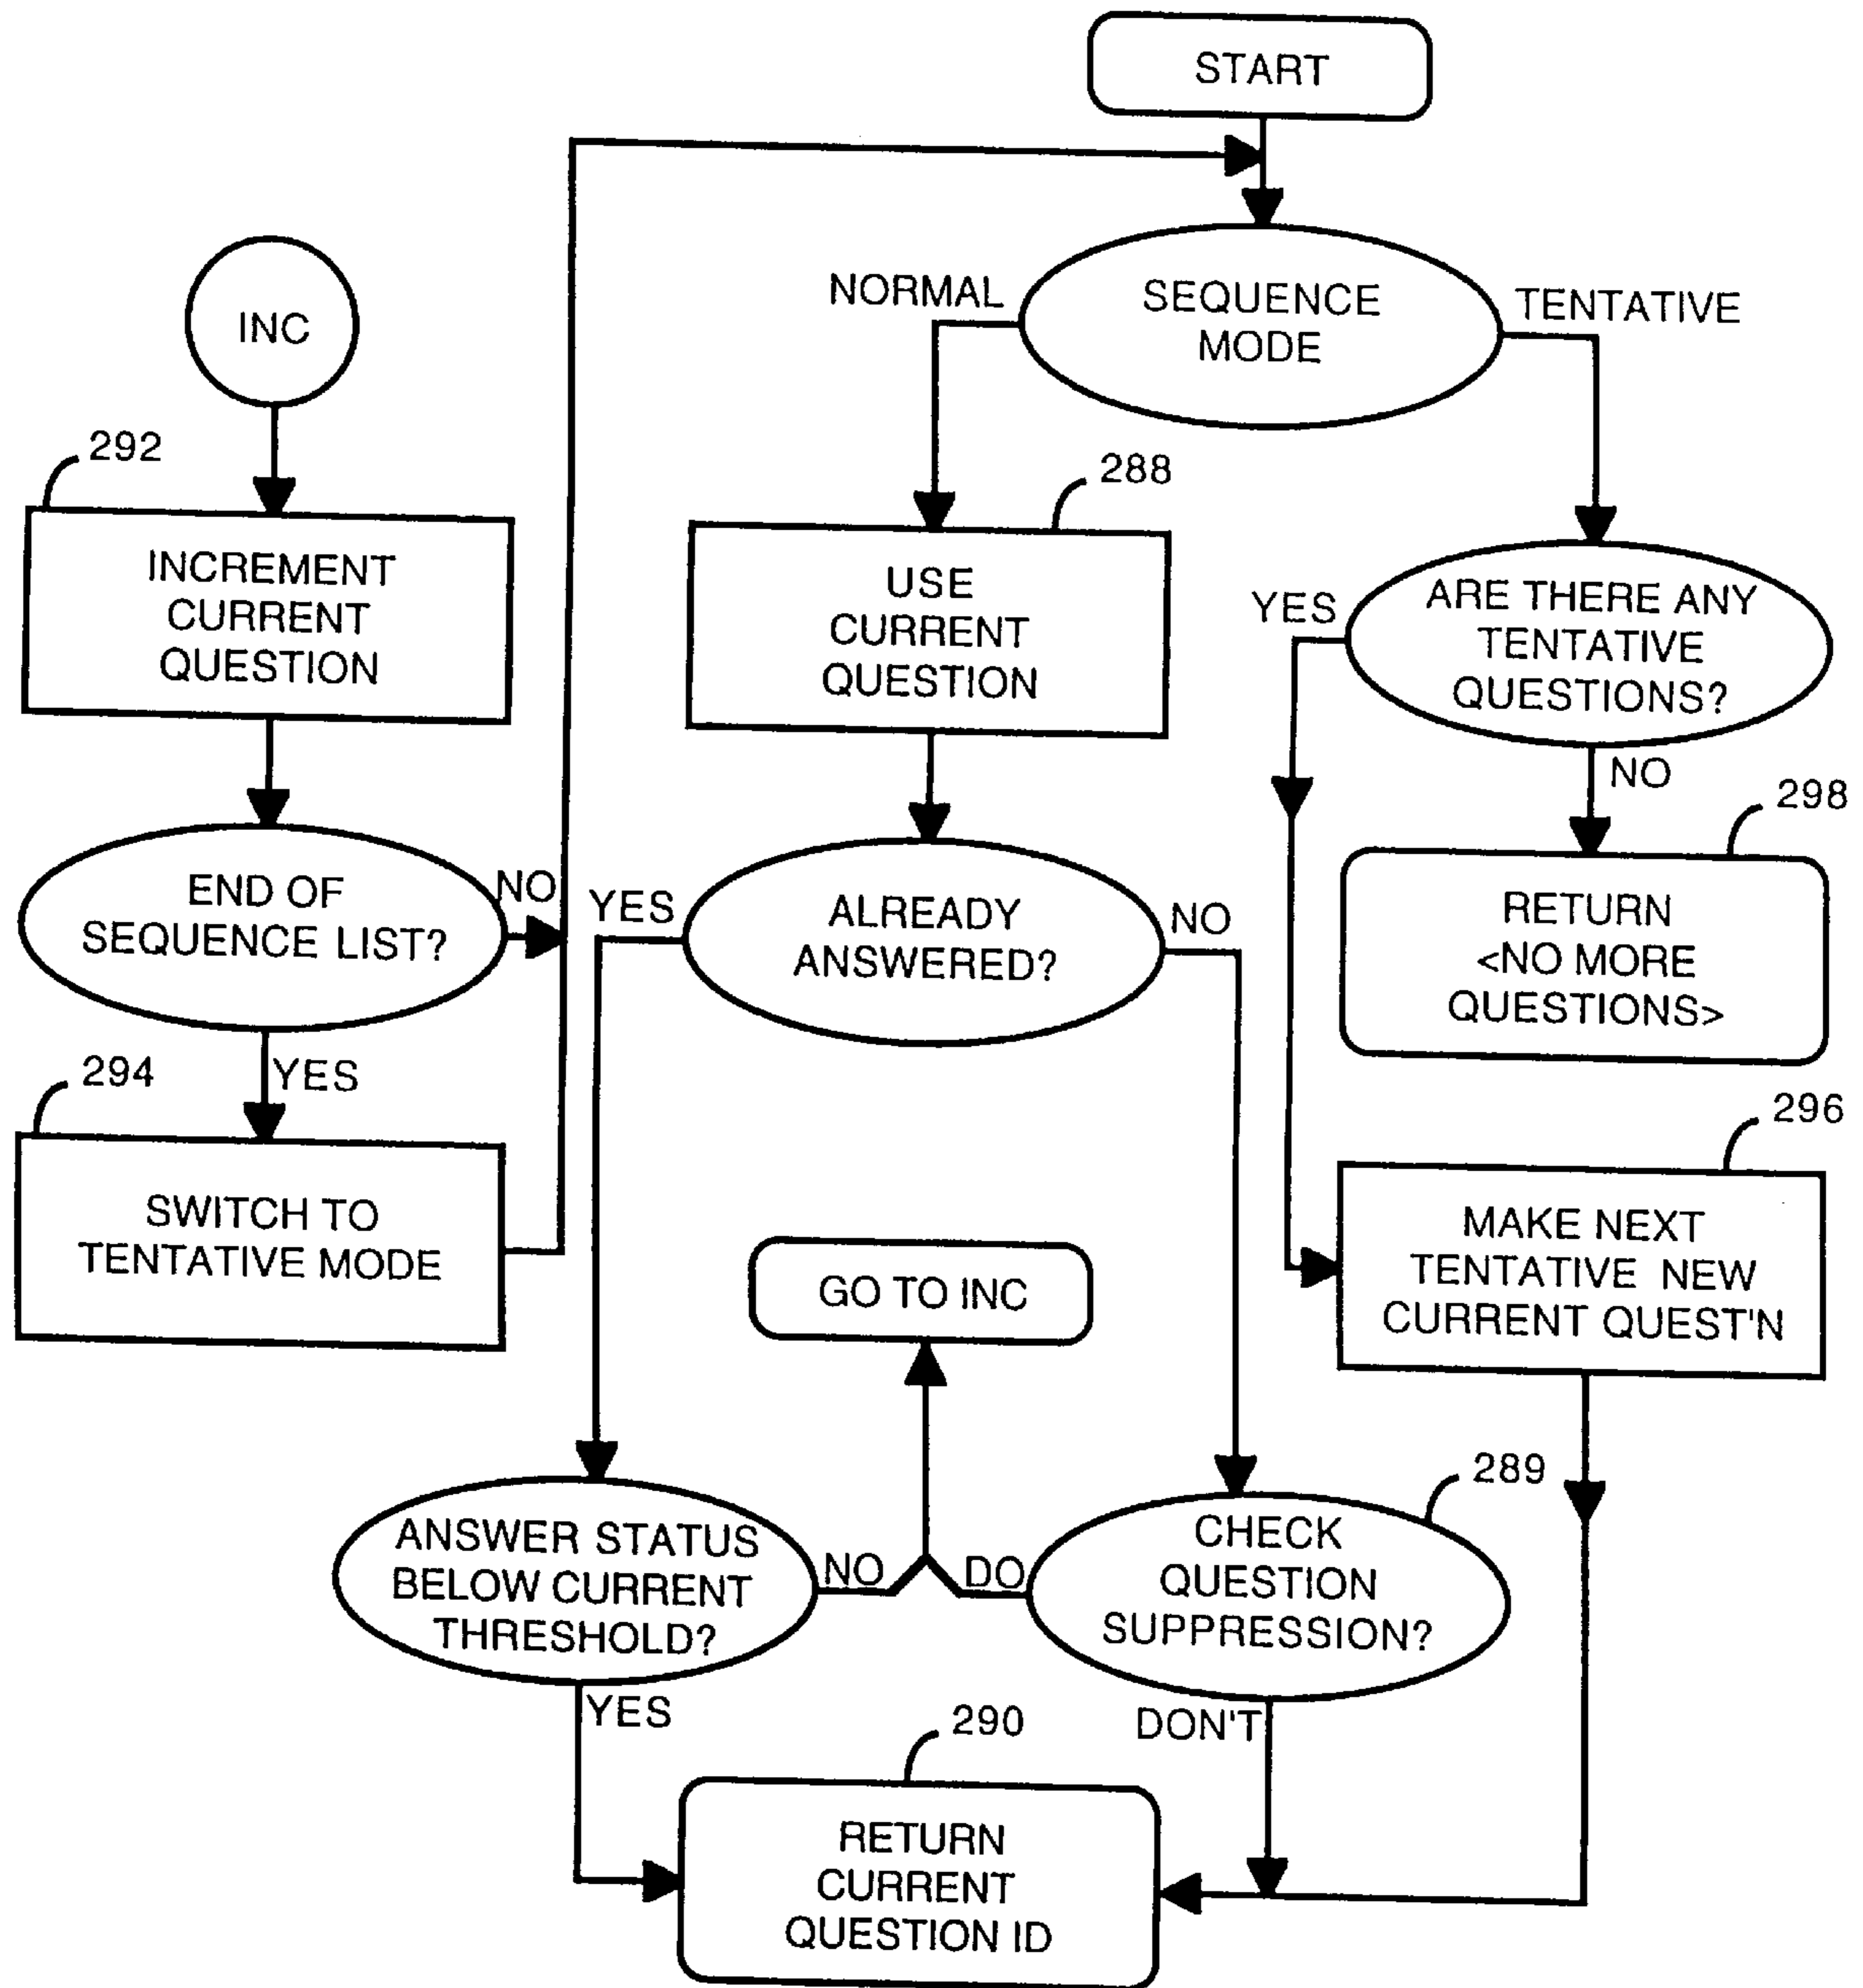 START
INC
NORMAL
SEQUENCE
MODE
TENTATIVE
292
INCREMENT
CURRENT
QUESTION
288
USE
CURRENT
QUESTION
YES
ARE THERE ANY
TENTATIVE
QUESTIONS?
NO
298
RETURN
<NO MORE
QUESTIONS>
END OF
SEQUENCE LIST?
NO
YES
YES
ALREADY
ANSWERED?
NO
294
SWITCH TO
TENTATIVE MODE
296
MAKE NEXT
TENTATIVE NEW
CURRENT QUEST'N
GO TO INC
ANSWER STATUS
BELOW CURRENT
THRESHOLD?
NO
YES
DO
289
CHECK
QUESTION
SUPPRESSION?
DON'T
290
RETURN
CURRENT
QUESTION ID